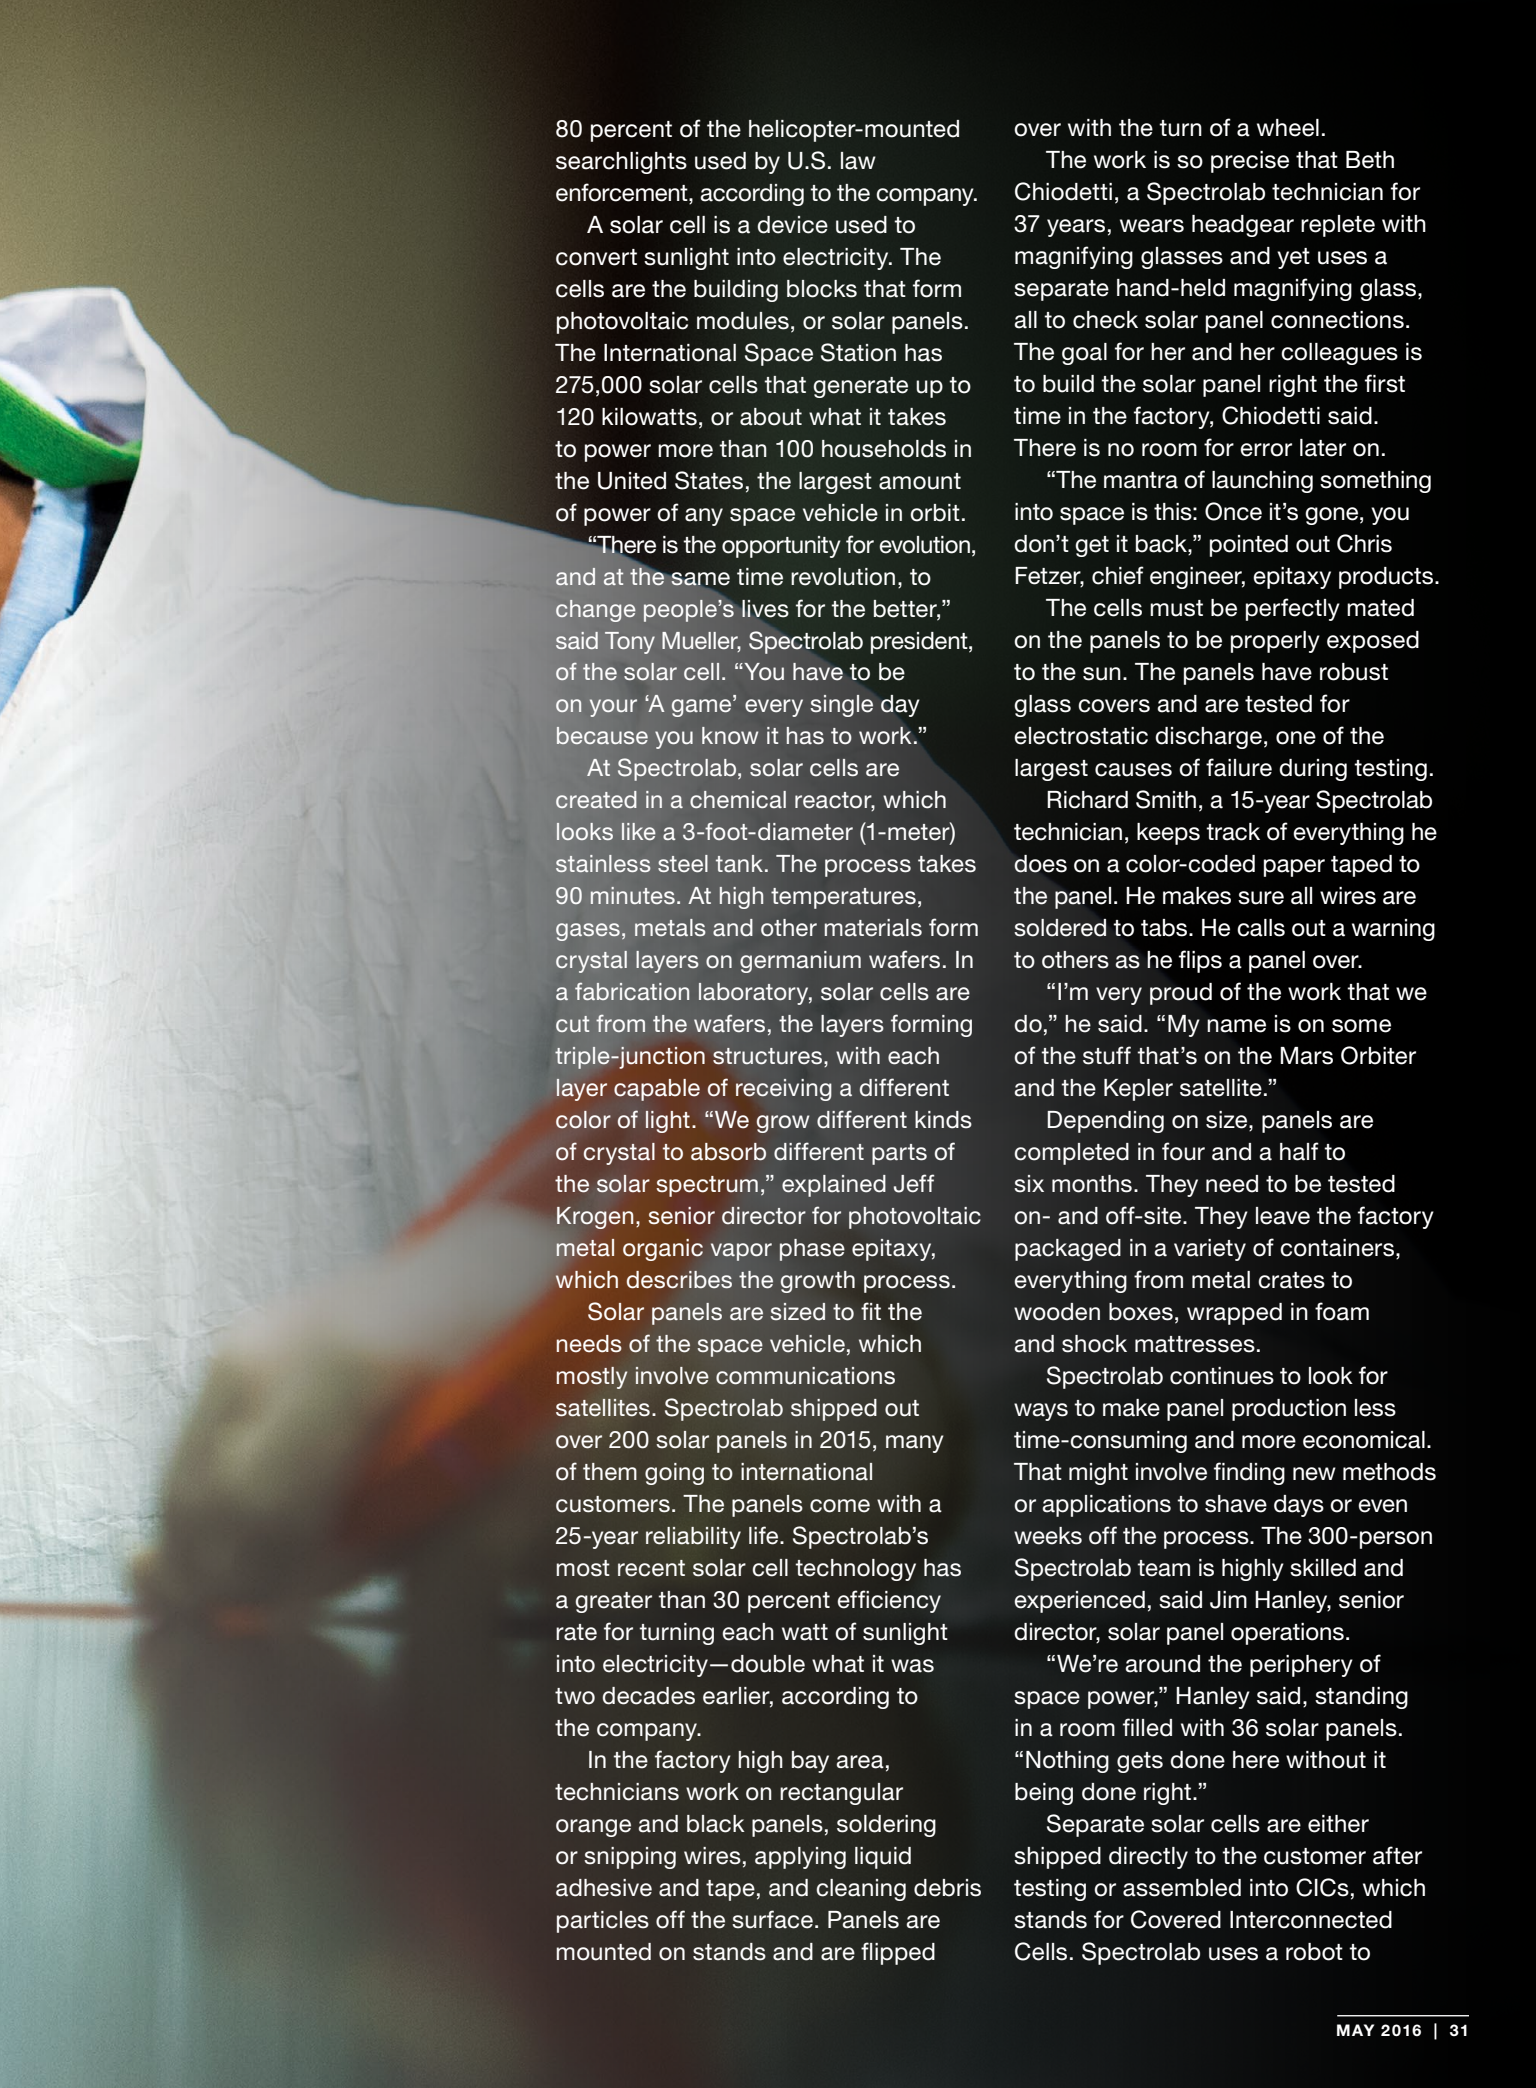 80 percent of the helicopter-mounted
searchlights used by U.S. law
enforcement, according to the company.
A solar cell is a device used to
convert sunlight into electricity. The
cells are the building blocks that form
photovoltaic modules, or solar panels.
The International Space Station has
275,000 solar cells that generate up to
120 kilowatts, or about what it takes
to power more than 100 households in
the United States, the largest amount
of power of any space vehicle in orbit.
“There is the opportunity for evolution,
and at the same time revolution, to
change people’s lives for the better,”
said Tony Mueller, Spectrolab president,
of the solar cell. “You have to be
on your ‘A game’ every single day
because you know it has to work.”
At Spectrolab, solar cells are
created in a chemical reactor, which
looks like a 3-foot-diameter (1-meter)
stainless steel tank. The process takes
90 minutes. At high temperatures,
gases, metals and other materials form
crystal layers on germanium wafers. In
a fabrication laboratory, solar cells are
cut from the wafers, the layers forming
triple-junction structures, with each
layer capable of receiving a different
color of light. “We grow different kinds
of crystal to absorb different parts of
the solar spectrum,” explained Jeff
Krogen, senior director for photovoltaic
metal organic vapor phase epitaxy,
which describes the growth process.
Solar panels are sized to fit the
needs of the space vehicle, which
mostly involve communications
satellites. Spectrolab shipped out
over 200 solar panels in 2015, many
of them going to international
customers. The panels come with a
25-year reliability life. Spectrolab’s
most recent solar cell technology has
a greater than 30 percent efficiency
rate for turning each watt of sunlight
into electricity—double what it was
two decades earlier, according to
the company.
In the factory high bay area,
technicians work on rectangular
orange and black panels, soldering
or snipping wires, applying liquid
adhesive and tape, and cleaning debris
particles off the surface. Panels are
mounted on stands and are flipped
over with the turn of a wheel.
The work is so precise that Beth
Chiodetti, a Spectrolab technician for
37 years, wears headgear replete with
magnifying glasses and yet uses a
separate hand-held magnifying glass,
all to check solar panel connections.
The goal for her and her colleagues is
to build the solar panel right the first
time in the factory, Chiodetti said.
There is no room for error later on.
“The mantra of launching something
into space is this: Once it’s gone, you
don’t get it back,” pointed out Chris
Fetzer, chief engineer, epitaxy products.
The cells must be perfectly mated
on the panels to be properly exposed
to the sun. The panels have robust
glass covers and are tested for
electrostatic discharge, one of the
largest causes of failure during testing.
Richard Smith, a 15-year Spectrolab
technician, keeps track of everything he
does on a color-coded paper taped to
the panel. He makes sure all wires are
soldered to tabs. He calls out a warning
to others as he flips a panel over.
“I’m very proud of the work that we
do,” he said. “My name is on some
of the stuff that’s on the Mars Orbiter
and the Kepler satellite.”
Depending on size, panels are
completed in four and a half to
six months. They need to be tested
on- and off-site. They leave the factory
packaged in a variety of containers,
everything from metal crates to
wooden boxes, wrapped in foam
and shock mattresses.
Spectrolab continues to look for
ways to make panel production less
time-consuming and more economical.
That might involve finding new methods
or applications to shave days or even
weeks off the process. The 300-person
Spectrolab team is highly skilled and
experienced, said Jim Hanley, senior
director, solar panel operations.
“We’re around the periphery of
space power,” Hanley said, standing
in a room filled with 36 solar panels.
“Nothing gets done here without it
being done right.”
Separate solar cells are either
shipped directly to the customer after
testing or assembled into CICs, which
stands for Covered Interconnected
Cells. Spectrolab uses a robot to
MAY 2016 | 31